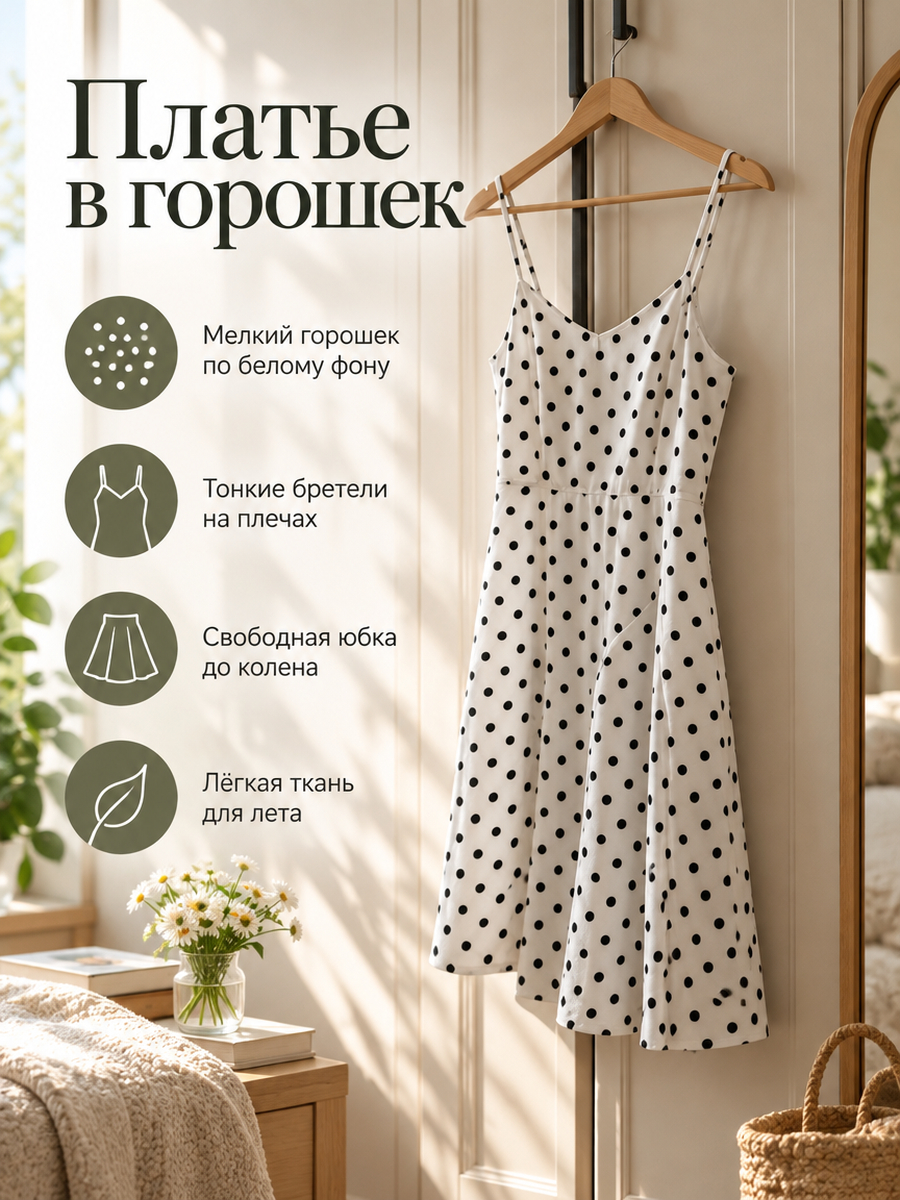 Платье
в горошек
Мелкий горошек
по белому фону
Тонкие бретели
на плечах
Свободная юбка
до колена
Лёгкая ткань
для лета